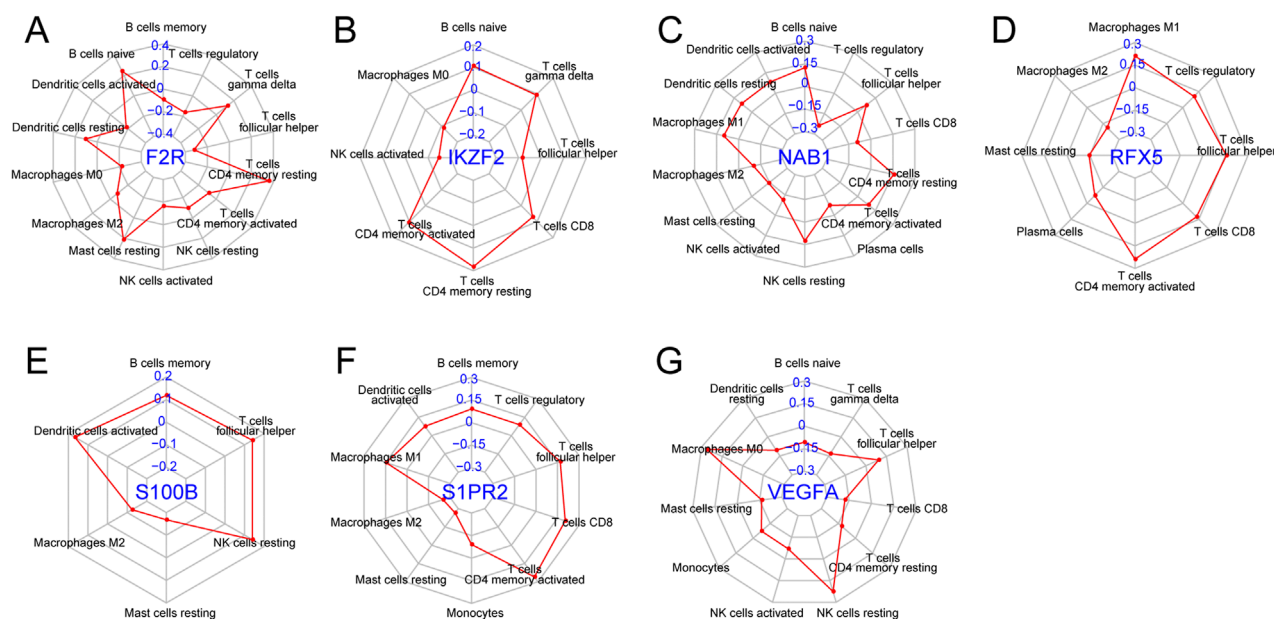 A
B cells memory
B cells naive
T cells regulatory
T cells
gamma delta
Dendritic cells activated
T cells
follicular helper
Dendritic cells resting
T cells
CD4 memory resting
Macrophages M0
T cells
CD4 memory activated
Macrophages M2
NK cells resting
Mast cells resting
NK cells activated
0.4
0.2
0
−0.2
−0.4
F2R
B
B cells naive
Macrophages M0
T cells
gamma delta
T cells
follicular helper
NK cells activated
T cells
CD4 memory activated
T cells CD8
T cells
CD4 memory resting
0.2
0.1
0
−0.1
−0.2
IKZF2
C
B cells naive
Dendritic cells activated
T cells regulatory
Dendritic cells resting
T cells
follicular helper
Macrophages M1
T cells CD8
Macrophages M2
T cells
CD4 memory resting
Mast cells resting
T cells
CD4 memory activated
NK cells activated
Plasma cells
NK cells resting
0.3
0.15
0
−0.15
−0.3
NAB1
D
Macrophages M1
Macrophages M2
T cells regulatory
Mast cells resting
T cells
follicular helper
Plasma cells
T cells CD8
T cells
CD4 memory activated
0.3
0.15
0
−0.15
−0.3
RFX5
E
B cells memory
Dendritic cells activated
T cells
follicular helper
Macrophages M2
NK cells resting
Mast cells resting
0.2
0.1
0
−0.1
−0.2
S100B
F
B cells memory
Dendritic cells
activated
T cells regulatory
Macrophages M1
T cells
follicular helper
Macrophages M2
T cells CD8
Mast cells resting
T cells
CD4 memory activated
Monocytes
0.3
0.15
0
−0.15
−0.3
S1PR2
G
B cells naive
Dendritic cells
resting
T cells
gamma delta
Macrophages M0
T cells
follicular helper
Mast cells resting
T cells CD8
Monocytes
T cells
CD4 memory resting
NK cells activated
NK cells resting
0.3
0.15
0
−0.15
−0.3
VEGFA